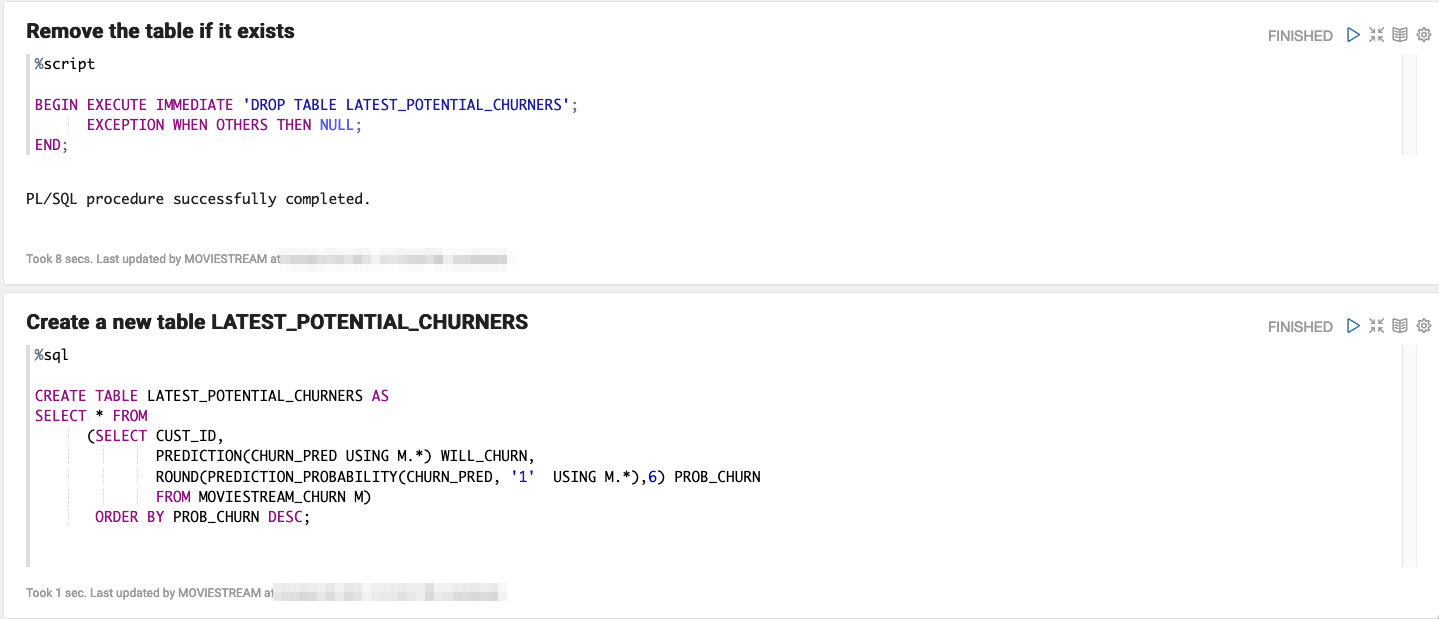 Remove the table if it exists
FINISHED
%script
BEGIN EXECUTE IMMEDIATE 'DROP TABLE LATEST_POTENTIAL_CHURNERS';
EXCEPTION WHEN OTHERS THEN NULL;
END;
PL/SQL procedure successfully completed.
Took 8 secs. Last updated by MOVIESTREAM at
Create a new table LATEST_POTENTIAL_CHURNERS
FINISHED
%sql
CREATE TABLE LATEST_POTENTIAL_CHURNERS AS
SELECT * FROM
(SELECT CUST_ID,
PREDICTION(CHURN_PRED USING M.*) WILL_CHURN,
ROUND(PREDICTION_PROBABILITY(CHURN_PRED, '1'  USING M.*),6) PROB_CHURN
FROM MOVIESTREAM_CHURN M)
ORDER BY PROB_CHURN DESC;
Took 1 sec. Last updated by MOVIESTREAM at